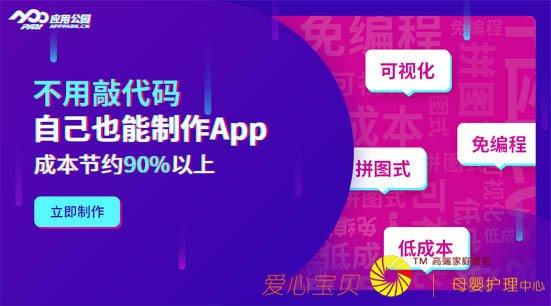 应用公园
APPPARK.CN
不用敲代码
自己也能制作App
成本节约90%以上
立即制作
可视化
免编程
拼图式
低成本
免编程
拼图式
成本
TM 高端家庭
爱心宝贝
母婴护理中心